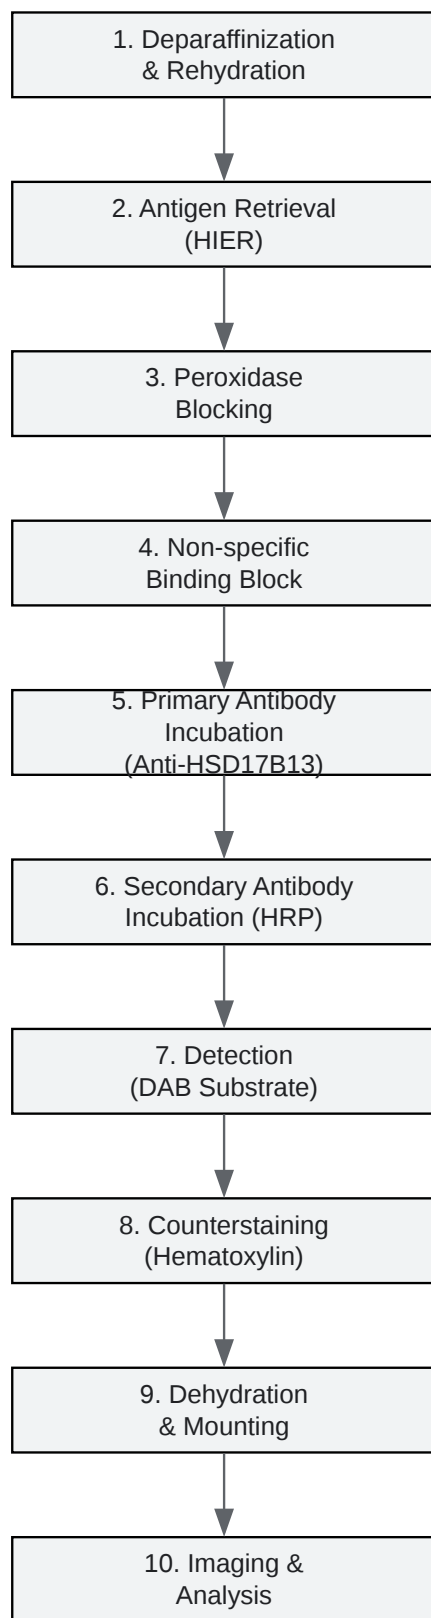 1. Deparaffinization
& Rehydration
2. Antigen Retrieval
(HIER)
3. Peroxidase
Blocking
4. Non-specific
Binding Block
5. Primary Antibody
Incubation
(Anti-HSD17B13)
6. Secondary Antibody
Incubation (HRP)
7. Detection
(DAB Substrate)
8. Counterstaining
(Hematoxylin)
9. Dehydration
& Mounting
10. Imaging &
Analysis